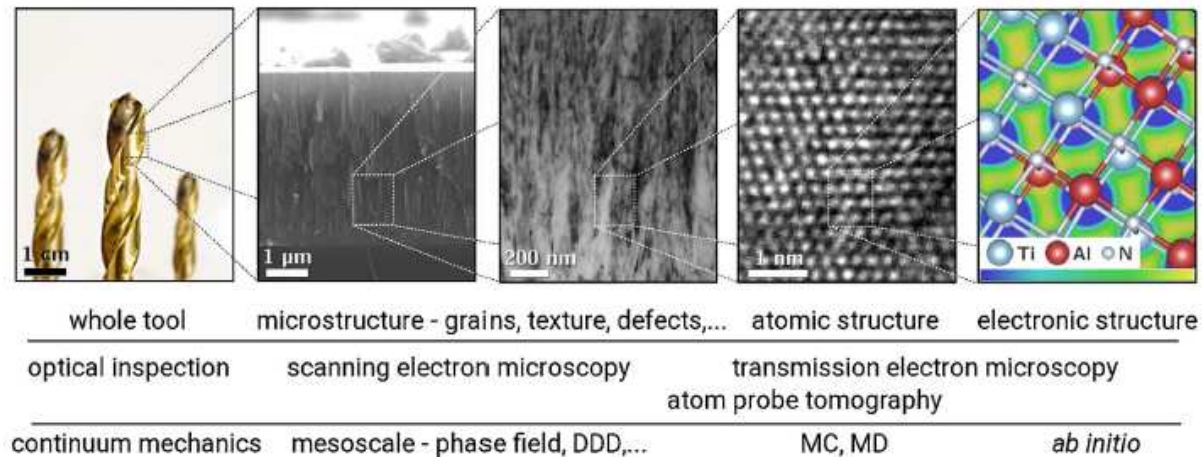 1 cm
1 µm
200 nm
1 nm
Ti Al N
whole tool microstructure - grains, texture, defects,... atomic structure electronic structure
optical inspection scanning electron microscopy transmission electron microscopy
atom probe tomography
continuum mechanics mesoscale - phase field, DDD,... MC, MD ab initio